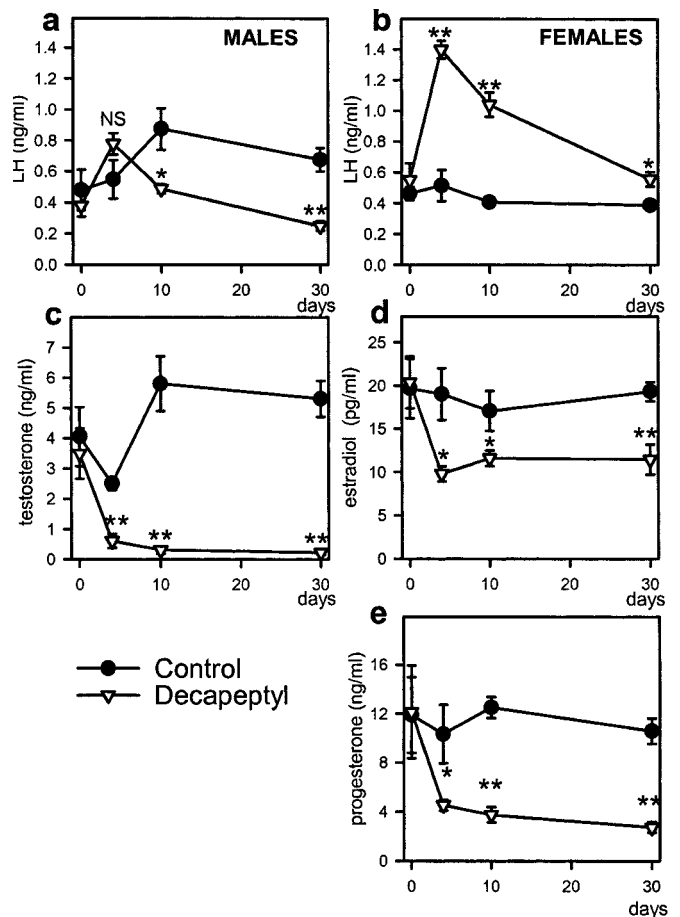 a
MALES
LH (ng/ml)
1.4
1.2
1.0
0.8
0.6
0.4
0.2
0.0
NS
*
**
0 10 20 30
days
b
FEMALES
LH (ng/ml)
1.4
1.2
1.0
0.8
0.6
0.4
0.2
0.0
**
**
*
0 10 20 30
days
c
testosterone (ng/ml)
7
6
5
4
3
2
1
0
**
**
**
0 10 20 30
days
d
estradiol (pg/ml)
25
20
15
10
5
0
*
*
**
0 10 20 30
days
Control
Decapeptyl
e
progesterone (ng/ml)
16
12
8
4
0
*
**
**
0 10 20 30
days